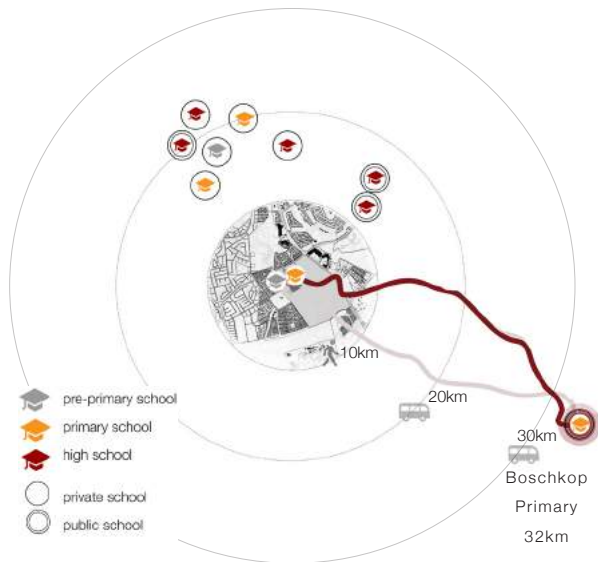 10km
20km
30km
Boschkop
Primary
32km
pre-primary school
primary school
high school
private school
public school